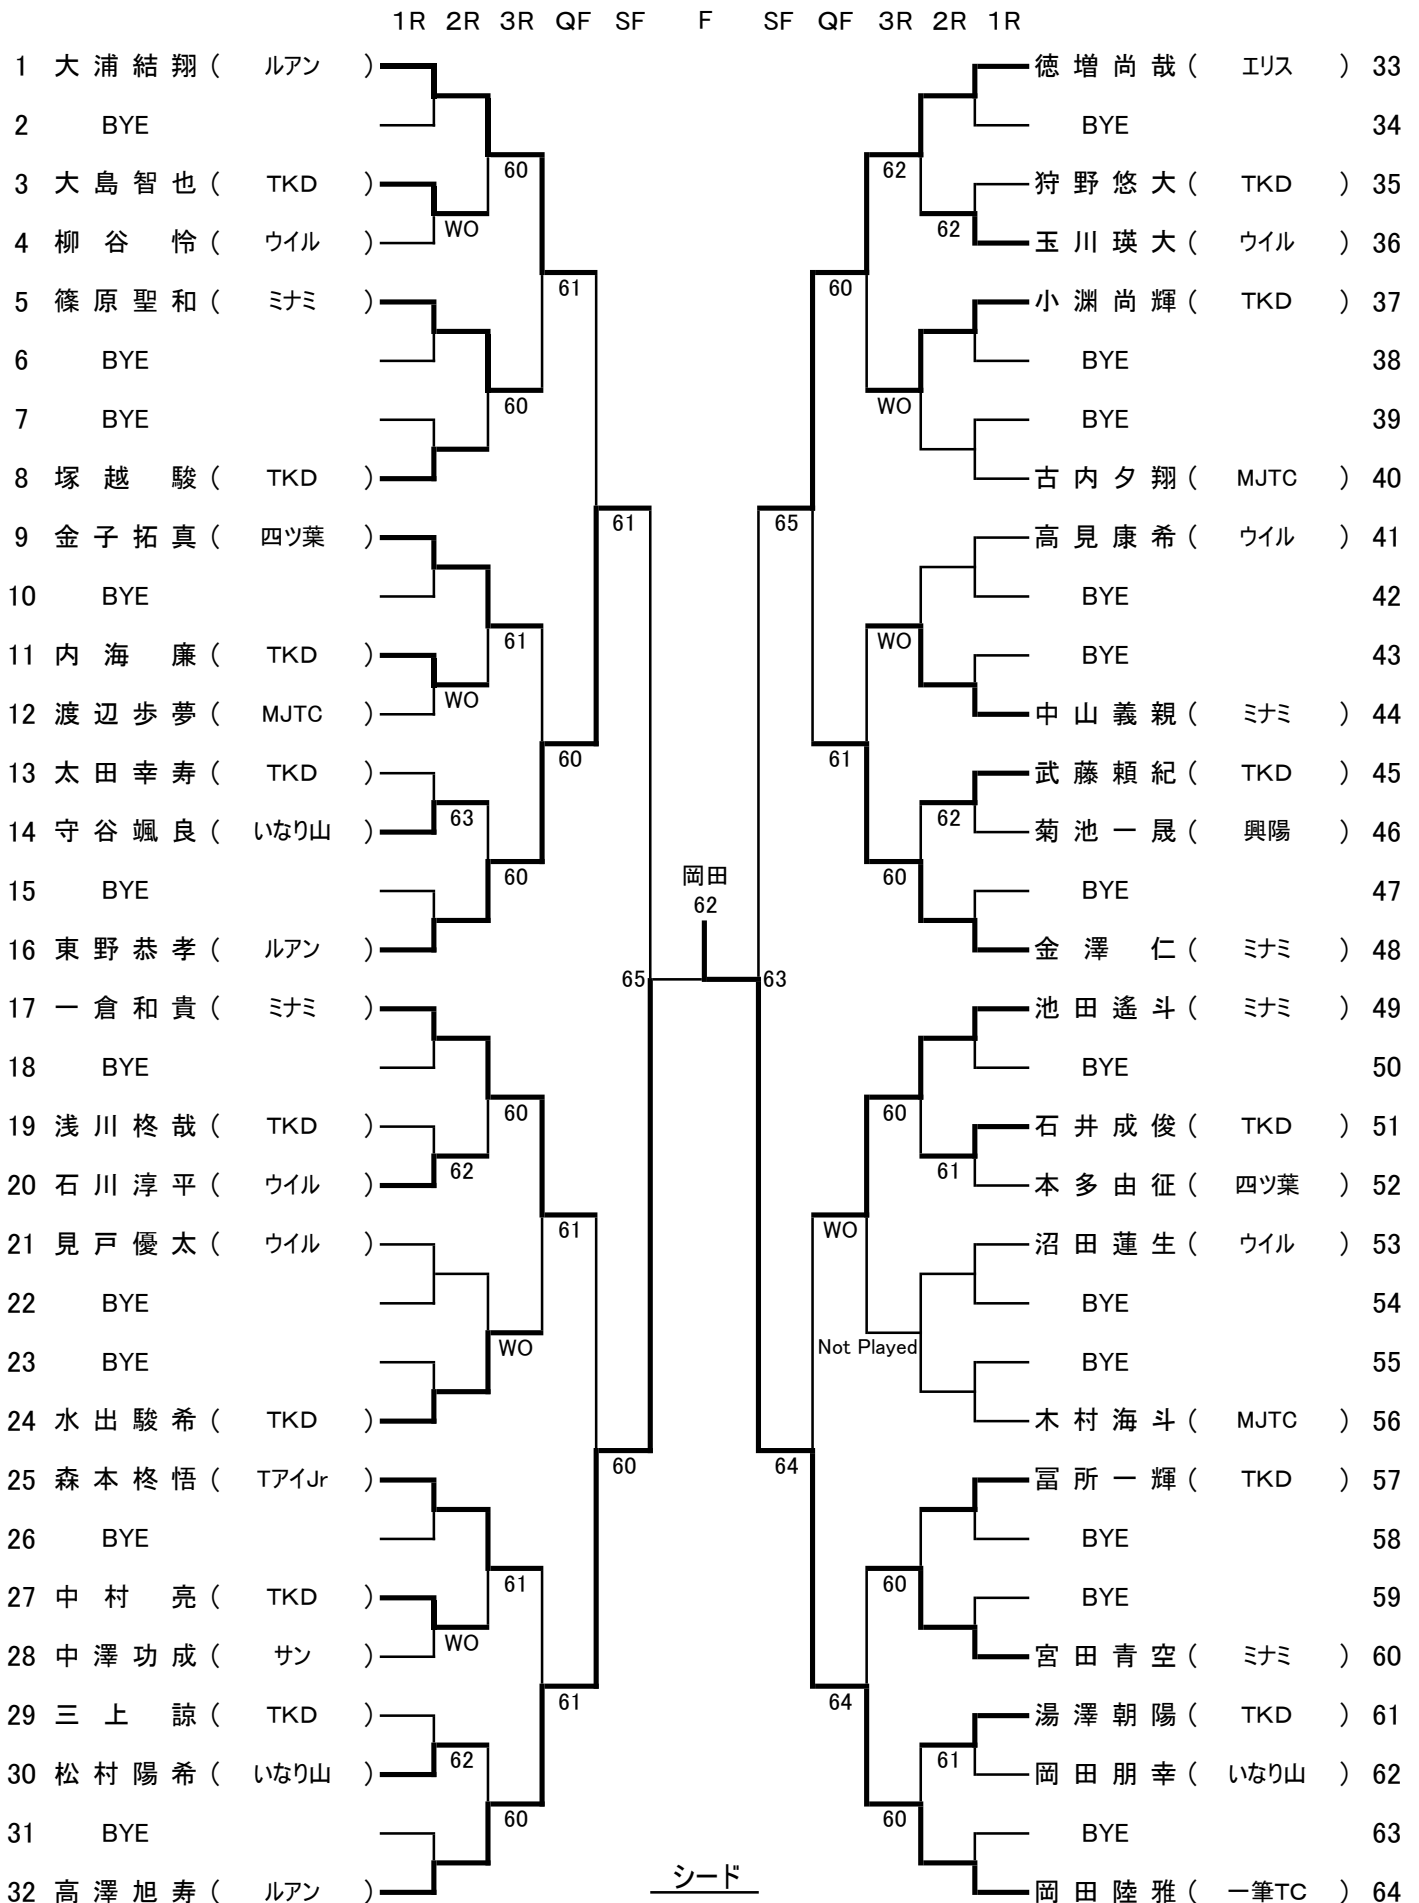 1R 2R 3R QF SF F SF QF 3R 2R 1R
1 大浦結翔 ( ルアン ) 徳増尚哉 ( エリス ) 33
2 BYE BYE 34
60 62
3 大島智也 ( TKD ) 狩野悠大 ( TKD ) 35
WO 62
4 柳谷 怜 ( ウイル ) 玉川瑛大 ( ウイル ) 36
61 60
5 篠原聖和 ( ミナミ ) 小渊尚輝 ( TKD ) 37
6 BYE BYE 38
60 WO
7 BYE BYE 39
8 塚越 駿 ( TKD ) 古内夕翔 ( MJTC ) 40
61 65
9 金子拓真 ( 四ツ葉 ) 高見康希 ( ウイル ) 41
10 BYE BYE 42
61 WO
11 内海 廉 ( TKD ) BYE 43
WO
12 渡辺歩夢 ( MJTC ) 中山義親 ( ミナミ ) 44
60 61
13 太田幸寿 ( TKD ) 武藤頼紀 ( TKD ) 45
63 62
14 守谷颯良 ( いなり山 ) 菊池一晟 ( 興陽 ) 46
60 岡田 60
15 BYE BYE 47
62
16 東野恭孝 ( ルアン ) 金澤 仁 ( ミナミ ) 48
65 63
17 一倉和貴 ( ミナミ ) 池田遙斗 ( ミナミ ) 49
18 BYE BYE 50
60 60
19 浅川柊哉 ( TKD ) 石井成俊 ( TKD ) 51
62 61
20 石川淳平 ( ウイル ) 本多由征 ( 四ツ葉 ) 52
61 WO
21 見戸優太 ( ウイル ) 沼田蓮生 ( ウイル ) 53
22 BYE BYE 54
WO Not Played
23 BYE BYE 55
24 水出駿希 ( TKD ) 木村海斗 ( MJTC ) 56
60 64
25 森本柊悟 ( TアイJr ) 冨所一輝 ( TKD ) 57
26 BYE BYE 58
61 60
27 中村 亮 ( TKD ) BYE 59
WO
28 中澤功成 ( サン ) 宮田青空 ( ミナミ ) 60
61 64
29 三上 諒 ( TKD ) 湯澤朝陽 ( TKD ) 61
62 61
30 松村陽希 ( いなり山 ) 岡田朋幸 ( いなり山 ) 62
60 60
31 BYE BYE 63
シード
32 高澤旭寿 ( ルアン ) 岡田陸雅 ( 一筆TC ) 64